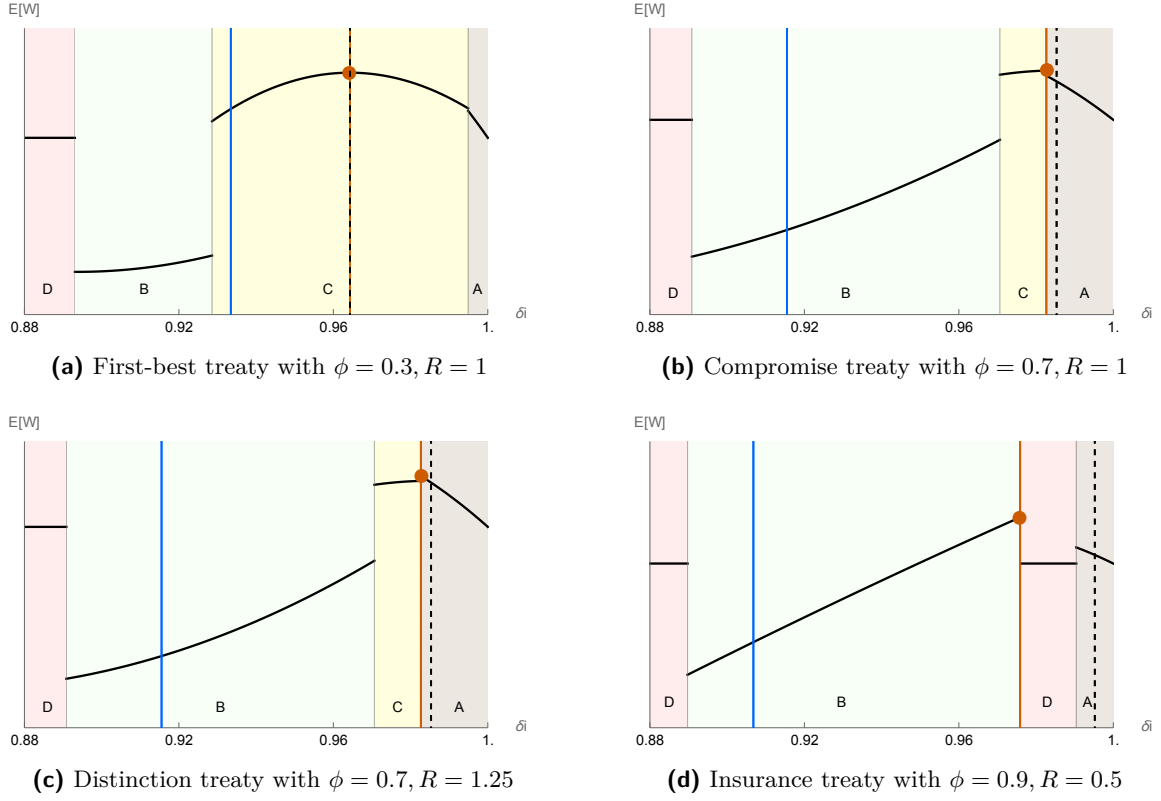 E[W]
D
B
C
A
0.88
0.92
0.96
1.
δi
(a) First-best treaty with ϕ = 0.3, R = 1
E[W]
D
B
C
A
0.88
0.92
0.96
1.
δi
(b) Compromise treaty with ϕ = 0.7, R = 1
E[W]
D
B
C
A
0.88
0.92
0.96
1.
δi
(c) Distinction treaty with ϕ = 0.7, R = 1.25
E[W]
D
B
D
A
0.88
0.92
0.96
1.
δi
(d) Insurance treaty with ϕ = 0.9, R = 0.5